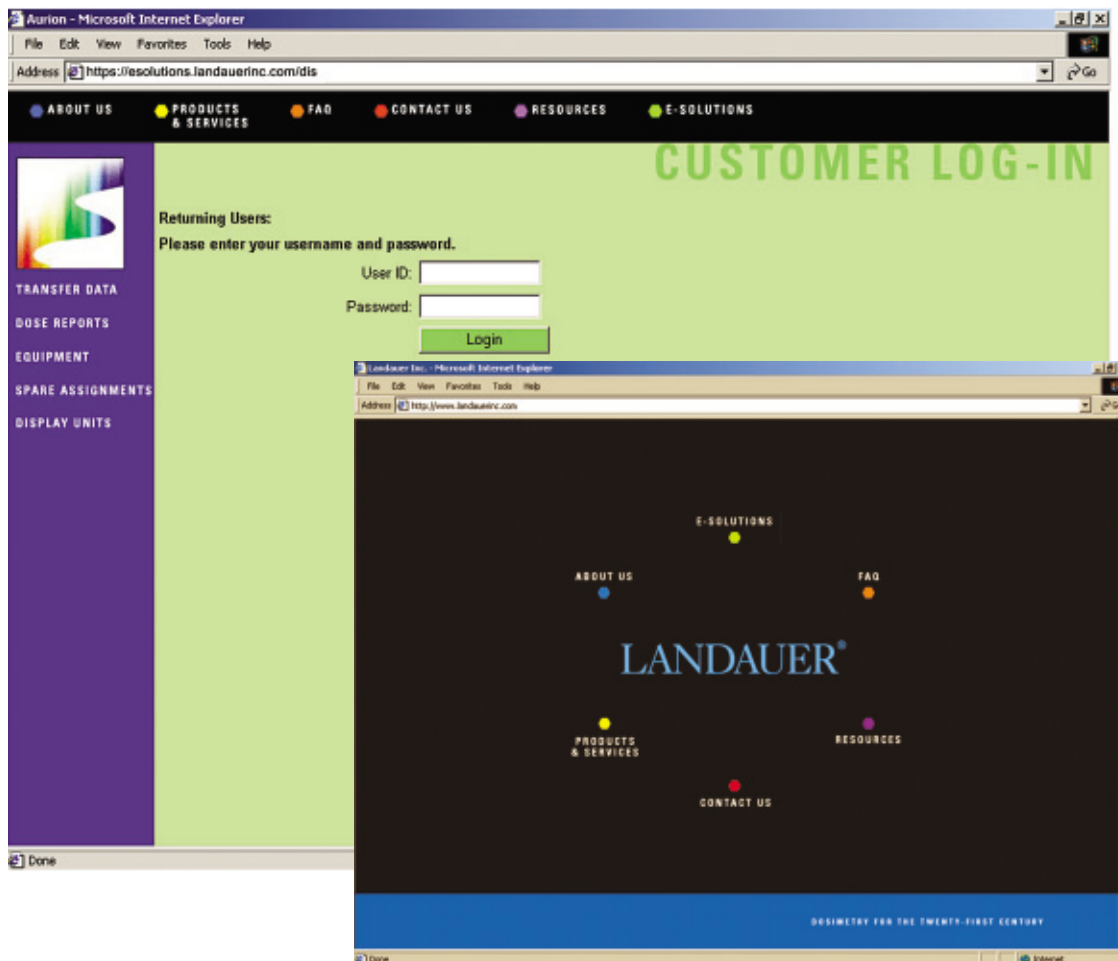 Aurion - Microsoft Internet Explorer
File Edit View Favorites Tools Help
Address https://esolutions.landauerinc.com/dis Go
ABOUT US PRODUCTS & SERVICES FAQ CONTACT US RESOURCES E-SOLUTIONS
CUSTOMER LOG-IN
Returning Users:
Please enter your username and password.
User ID:
Password:
Login
TRANSFER DATA
DOSE REPORTS
EQUIPMENT
SPARE ASSIGNMENTS
DISPLAY UNITS
Done
Landauer Inc. - Microsoft Internet Explorer
File Edit View Favorites Tools Help
Address http://www.landauerinc.com
E-SOLUTIONS
ABOUT US FAQ
LANDAUER®
PRODUCTS
& SERVICES
RESOURCES
CONTACT US
DOSIMETRY FOR THE TWENTY-FIRST CENTURY
Done Internet